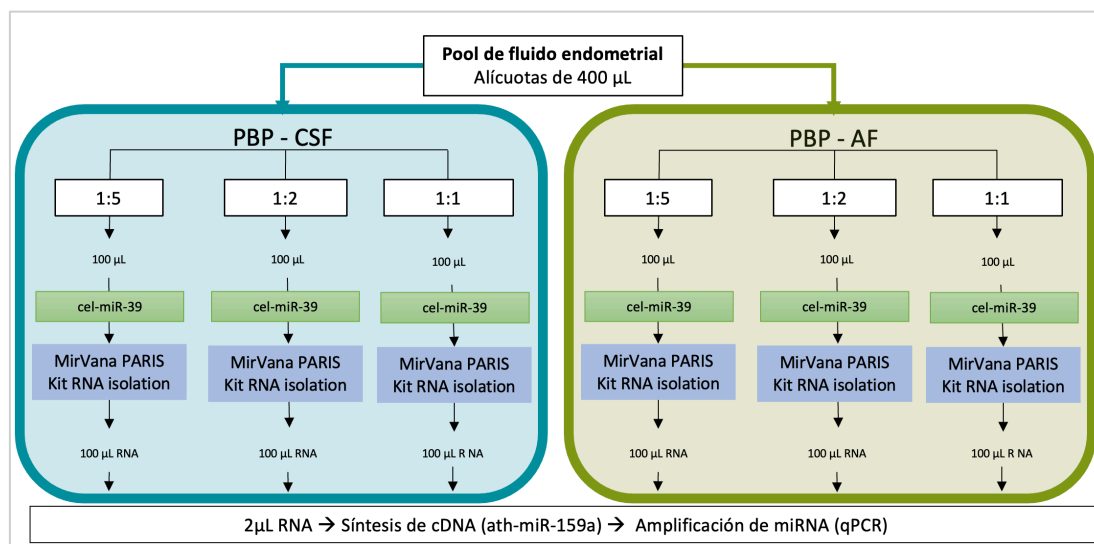 Pool de fluido endometrial
Alícuotas de 400 µL
PBP - CSF
1:5
1:2
1:1
100 µL
100 µL
100 µL
cel-miR-39
cel-miR-39
cel-miR-39
MirVana PARIS
Kit RNA isolation
MirVana PARIS
Kit RNA isolation
MirVana PARIS
Kit RNA isolation
100 µL RNA
100 µL RNA
100 µL R NA
PBP - AF
1:5
1:2
1:1
100 µL
100 µL
100 µL
cel-miR-39
cel-miR-39
cel-miR-39
MirVana PARIS
Kit RNA isolation
MirVana PARIS
Kit RNA isolation
MirVana PARIS
Kit RNA isolation
100 µL RNA
100 µL RNA
100 µL R NA
2µL RNA → Síntesis de cDNA (ath-miR-159a) → Amplificación de miRNA (qPCR)